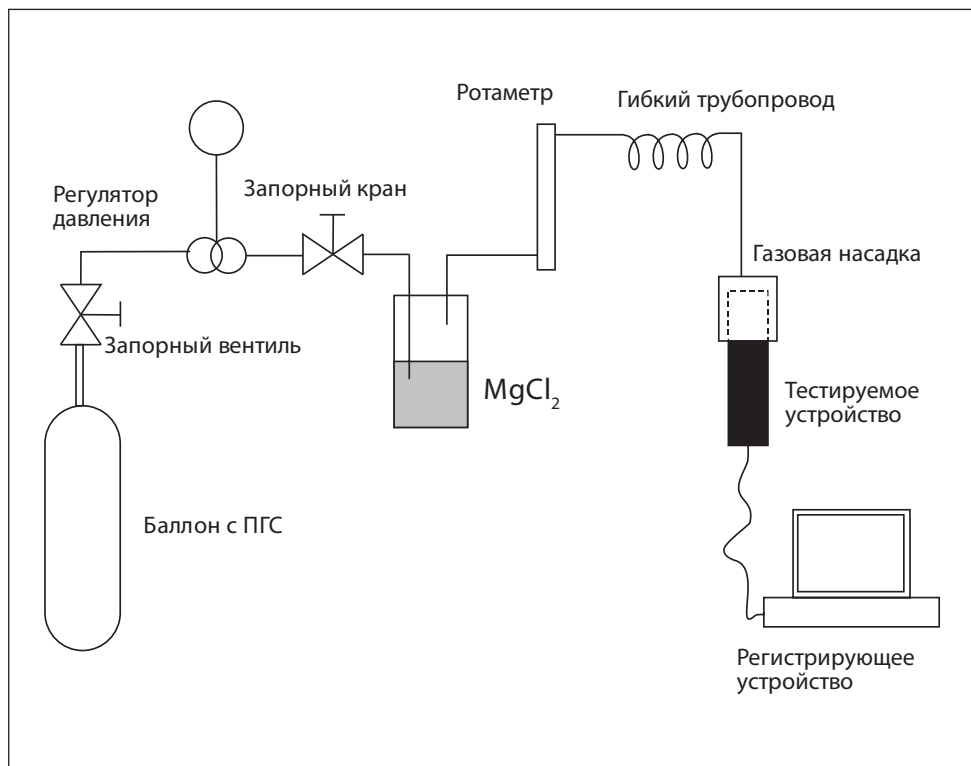 Ротаметр
Гибкий трубопровод
Регулятор
давления
Запорный кран
Газовая насадка
Запорный вентиль
MgCl₂
Тестируемое
устройство
Баллон с ПГС
Регистрирующее
устройство